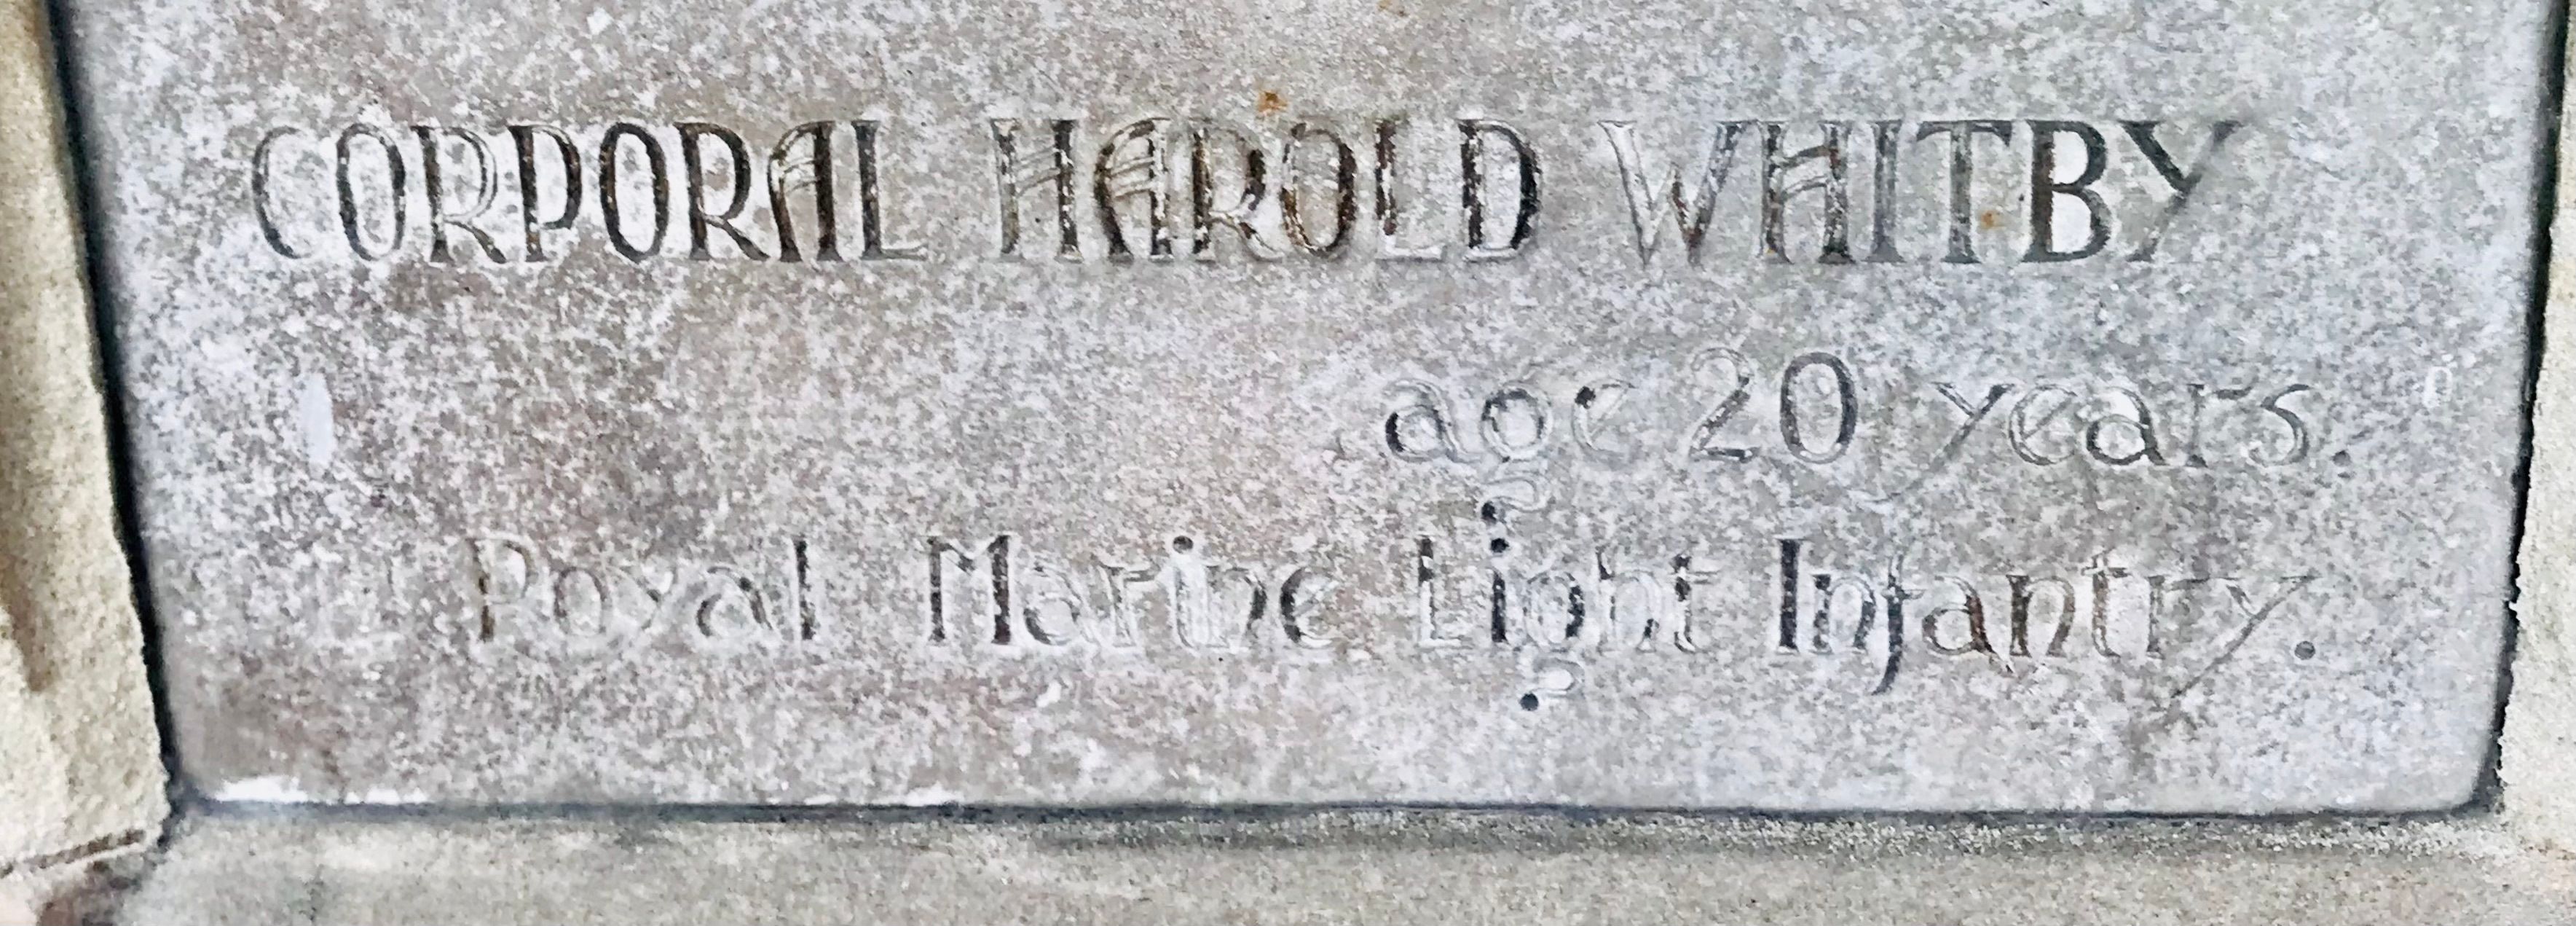 CORPORAL HAROLD WHITBY
age 20 years.
Royal Marine Light Infantry.